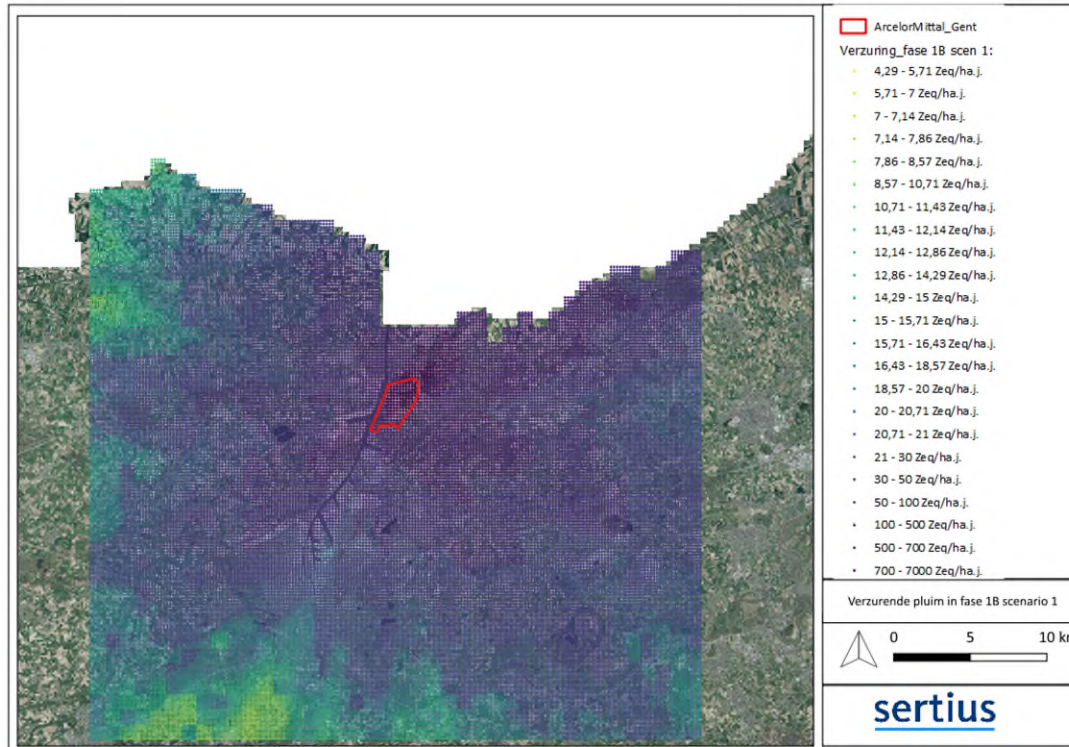 ArcelorMittal_Gent
Verzuring_fase 1B scen 1:
4,29 - 5,71 Zeq/ha.j.
5,71 - 7 Zeq/ha.j.
7 - 7,14 Zeq/ha.j.
7,14 - 7,86 Zeq/ha.j.
7,86 - 8,57 Zeq/ha.j.
8,57 - 10,71 Zeq/ha.j.
10,71 - 11,43 Zeq/ha.j.
11,43 - 12,14 Zeq/ha.j.
12,14 - 12,86 Zeq/ha.j.
12,86 - 14,29 Zeq/ha.j.
14,29 - 15 Zeq/ha.j.
15 - 15,71 Zeq/ha.j.
15,71 - 16,43 Zeq/ha.j.
16,43 - 18,57 Zeq/ha.j.
18,57 - 20 Zeq/ha.j.
20 - 20,71 Zeq/ha.j.
20,71 - 21 Zeq/ha.j.
21 - 30 Zeq/ha.j.
30 - 50 Zeq/ha.j.
50 - 100 Zeq/ha.j.
100 - 500 Zeq/ha.j.
500 - 700 Zeq/ha.j.
700 - 7000 Zeq/ha.j.
Verzurende pluim in fase 1B scenario 1
0 5 10 km
sertius